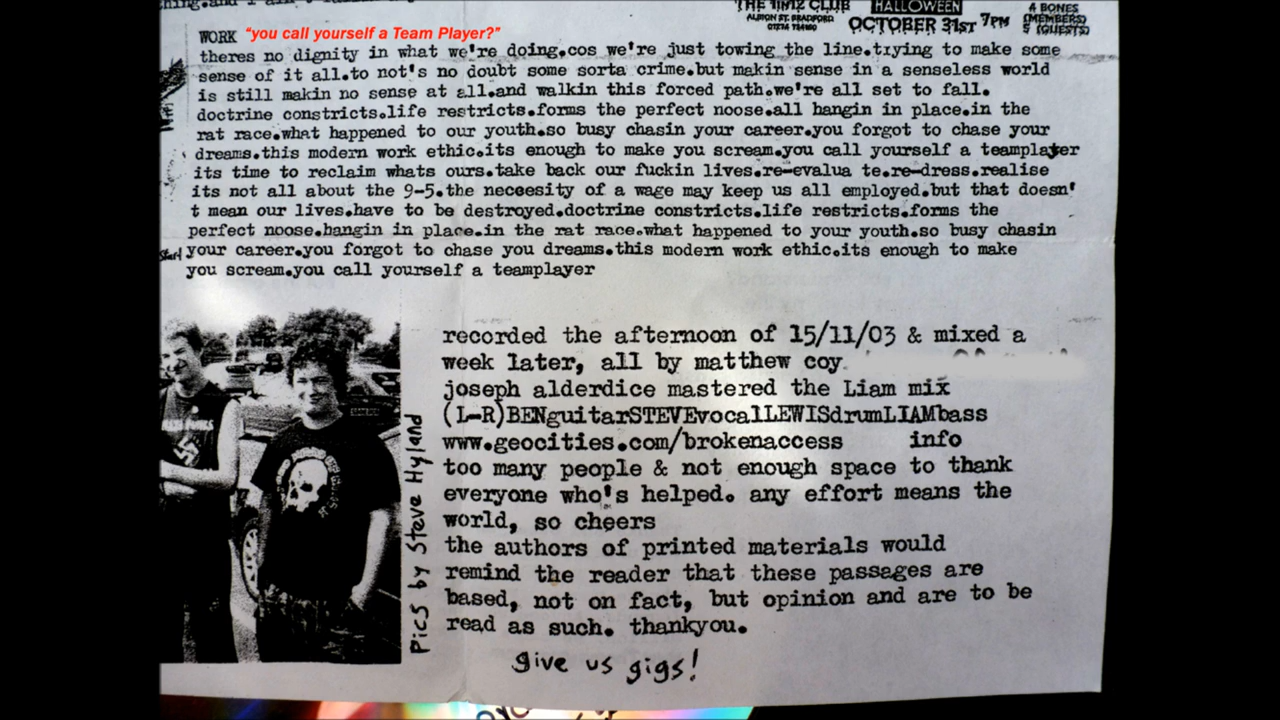 THE 1IN12 CLUB
ALBION ST. BRADFORD
HALLOWEEN
OCTOBER 31ST 7PM
4 BONES
(MEMBERS)
5 (GUESTS)
WORK "you call yourself a Team Player?"
theres no dignity in what we're doing.cos we're just towing the line.trying to make some
sense of it all.to not's no doubt some sorta crime.but makin sense in a senseless world
is still makin no sense at all.and walkin this forced path.we're all set to fall.
doctrine constricts.life restricts.forms the perfect noose.all hangin in place.in the
rat race.what happened to our youth.so busy chasin your career.you forgot to chase your
dreams.this modern work ethic.its enough to make you scream.you call yourself a teamplayer
its time to reclaim whats ours.take back our fuckin lives.re-evalua te.re-dress.realise
its not all about the 9-5.the necesity of a wage may keep us all employed.but that doesn'
t mean our lives.have to be destroyed.doctrine constricts.life restricts.forms the
perfect noose.hangin in place.in the rat race.what happened to your youth.so busy chasin
your career.you forgot to chase you dreams.this modern work ethic.its enough to make
you scream.you call yourself a teamplayer
recorded the afternoon of 15/11/03 & mixed a
week later, all by matthew coy
joseph alderdice mastered the Liam mix
(L-R)BENguitarSTEVEvocalLEWISdrumLIAMbass
www.geocities.com/brokenaccess info
too many people & not enough space to thank
everyone who's helped. any effort means the
world, so cheers
the authors of printed materials would
remind the reader that these passages are
based, not on fact, but opinion and are to be
read as such. thankyou.
Pics by Steve Hyland
give us gigs!